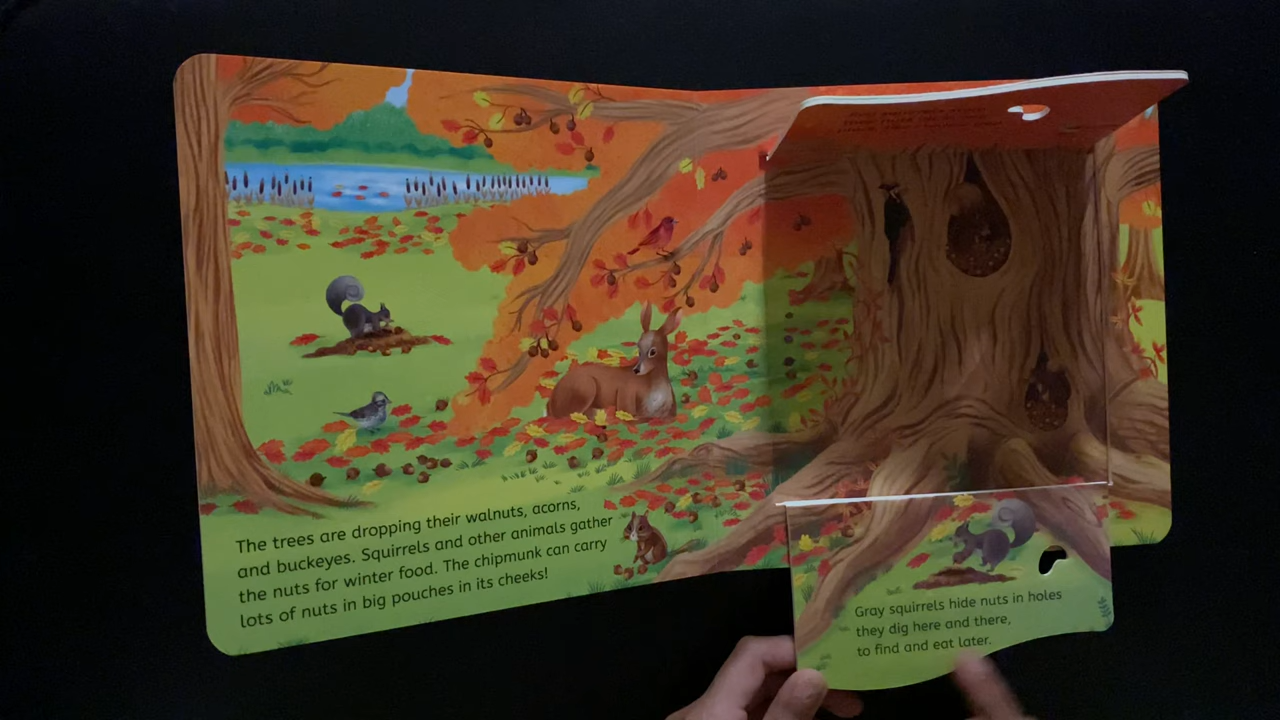 The trees are dropping their walnuts, acorns,
and buckeyes. Squirrels and other animals gather
the nuts for winter food. The chipmunk can carry
lots of nuts in big pouches in its cheeks!
Gray squirrels hide nuts in holes
they dig here and there,
to find and eat later.